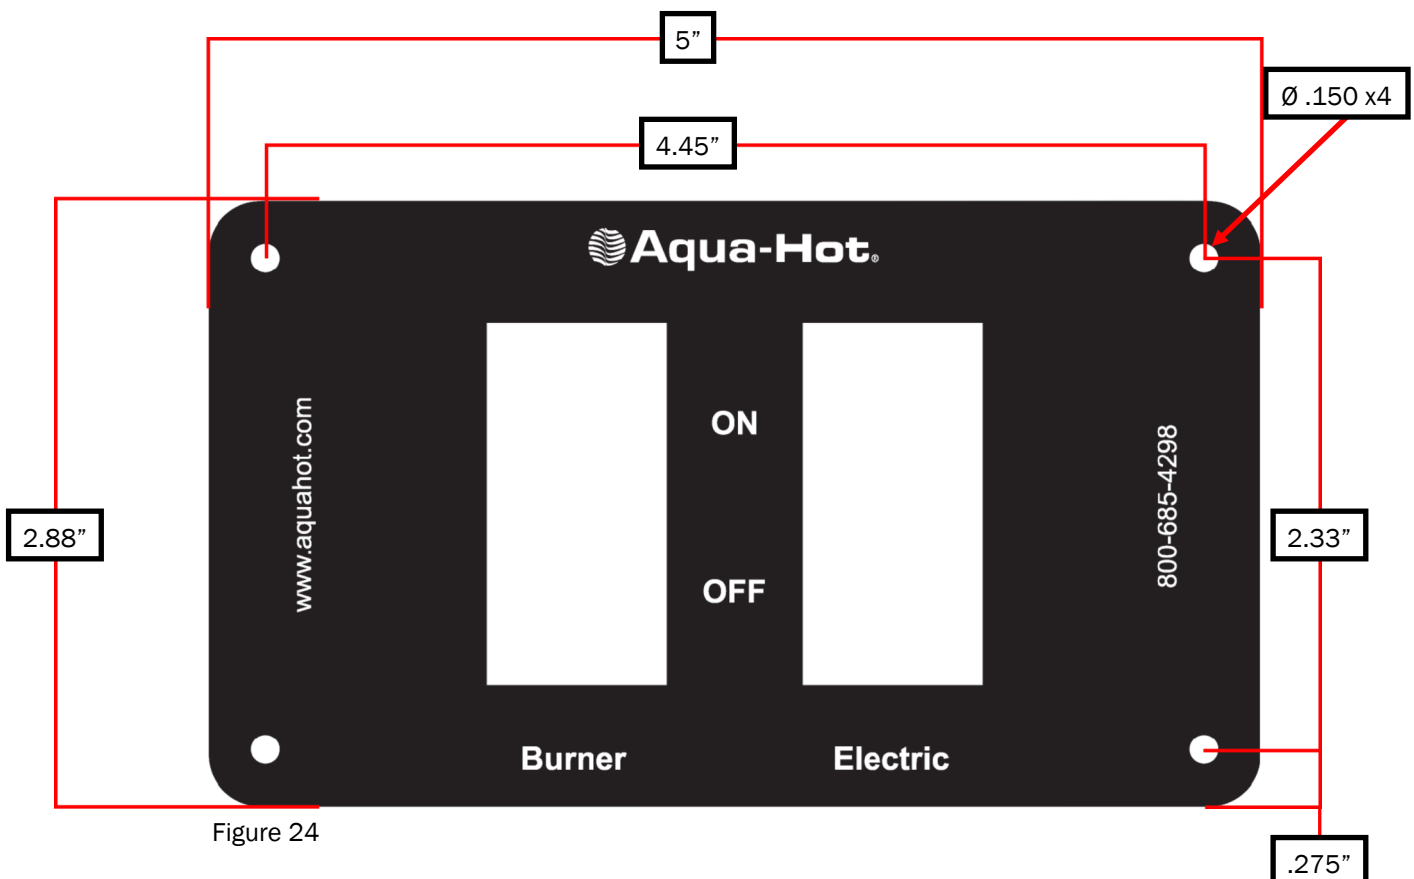 5”
Ø .150 x4
4.45”
Aqua-Hot®
ON
www.aquahot.com
800-685-4298
2.88”
2.33”
OFF
Burner
Electric
Figure 24
.275”